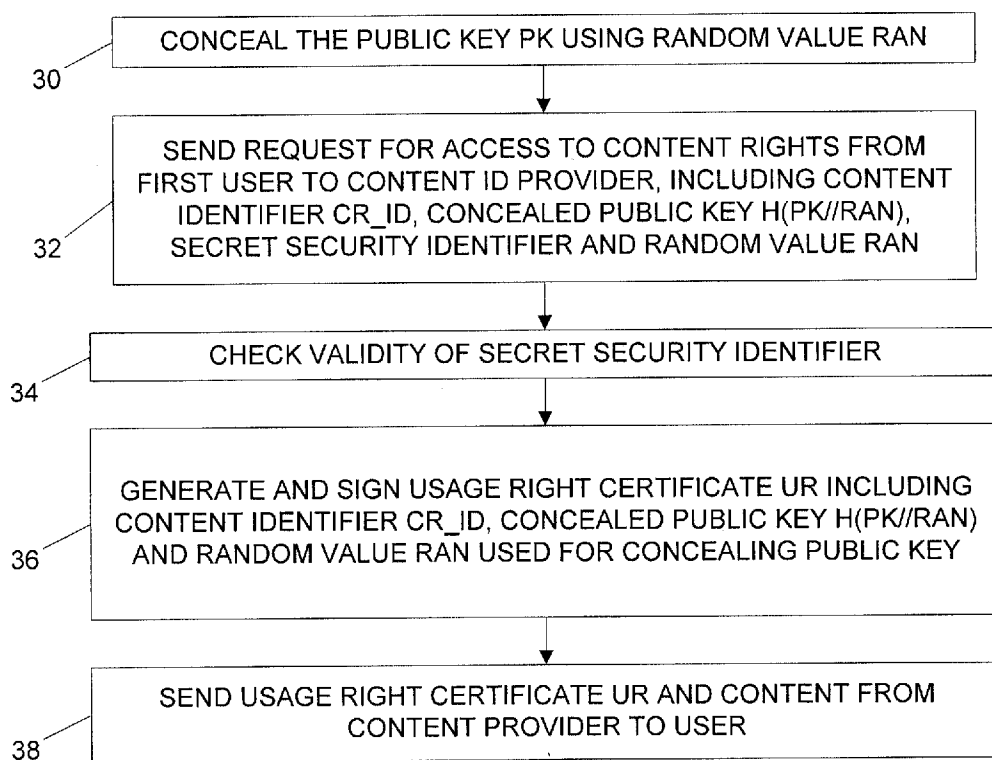 CONCEAL THE PUBLIC KEY PK USING RANDOM VALUE RAN
30
SEND REQUEST FOR ACCESS TO CONTENT RIGHTS FROM
FIRST USER TO CONTENT ID PROVIDER, INCLUDING CONTENT
IDENTIFIER CR_ID, CONCEALED PUBLIC KEY H(PK//RAN),
SECRET SECURITY IDENTIFIER AND RANDOM VALUE RAN
32
CHECK VALIDITY OF SECRET SECURITY IDENTIFIER
34
GENERATE AND SIGN USAGE RIGHT CERTIFICATE UR INCLUDING
CONTENT IDENTIFIER CR_ID, CONCEALED PUBLIC KEY H(PK//RAN)
AND RANDOM VALUE RAN USED FOR CONCEALING PUBLIC KEY
36
SEND USAGE RIGHT CERTIFICATE UR AND CONTENT FROM
CONTENT PROVIDER TO USER
38